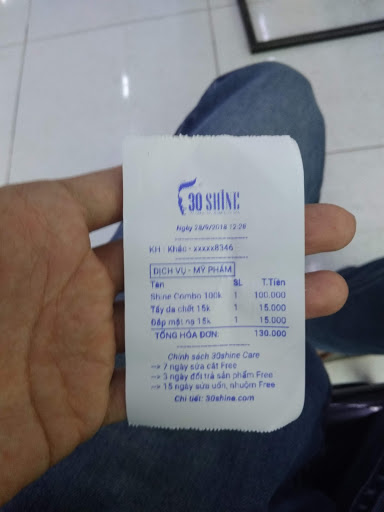 30 SHINE
Ngày 28/9/2018 12:28
KH : Khảo - xxxxx8346
DỊCH VỤ - MỸ PHẨM
Tên SL T.Tiền
Shine Combo 100k 1 100.000
Tẩy da chết 15k 1 15.000
Đắp mặt nạ 15k 1 15.000
TỔNG HÓA ĐƠN: 130.000
Chính sách 30shine Care
--> 7 ngày sửa cắt Free
--> 3 ngày đổi trả sản phẩm Free
--> 15 ngày sửa uốn, nhuộm Free
Chi tiết: 30shine.com